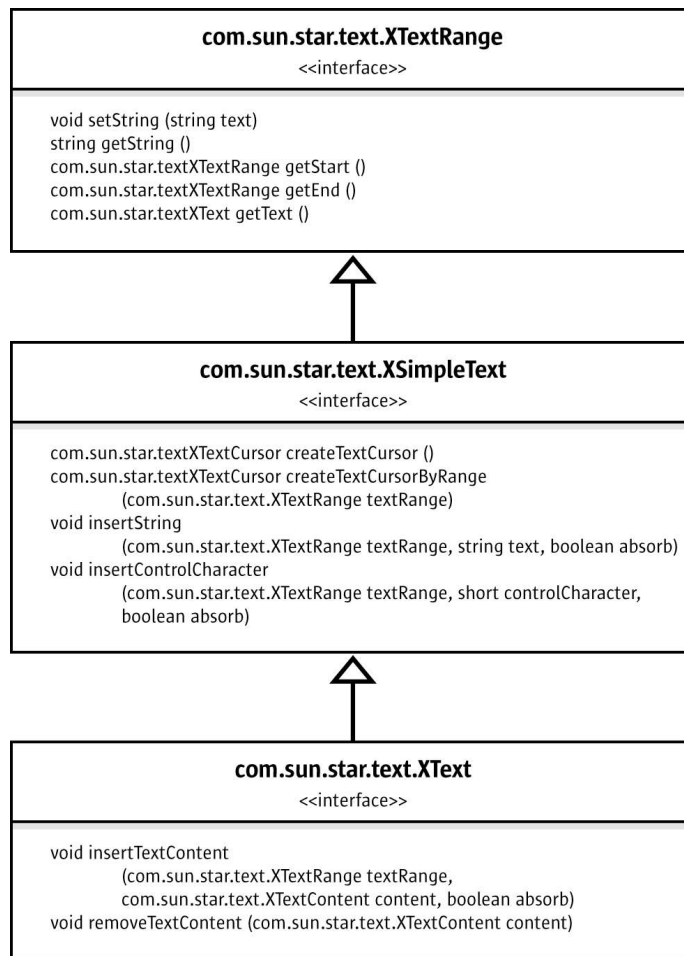 com.sun.star.text.XTextRange
<<interface>>
void setString (string text)
string getString ()
com.sun.star.textXTextRange getStart ()
com.sun.star.textXTextRange getEnd ()
com.sun.star.textXText getText ()
com.sun.star.text.XSimpleText
<<interface>>
com.sun.star.textXTextCursor createTextCursor ()
com.sun.star.textXTextCursor createTextCursorByRange
(com.sun.star.text.XTextRange textRange)
void insertString
(com.sun.star.text.XTextRange textRange, string text, boolean absorb)
void insertControlCharacter
(com.sun.star.text.XTextRange textRange, short controlCharacter,
boolean absorb)
com.sun.star.text.XText
<<interface>>
void insertTextContent
(com.sun.star.text.XTextRange textRange,
com.sun.star.text.XTextContent content, boolean absorb)
void removeTextContent (com.sun.star.text.XTextContent content)